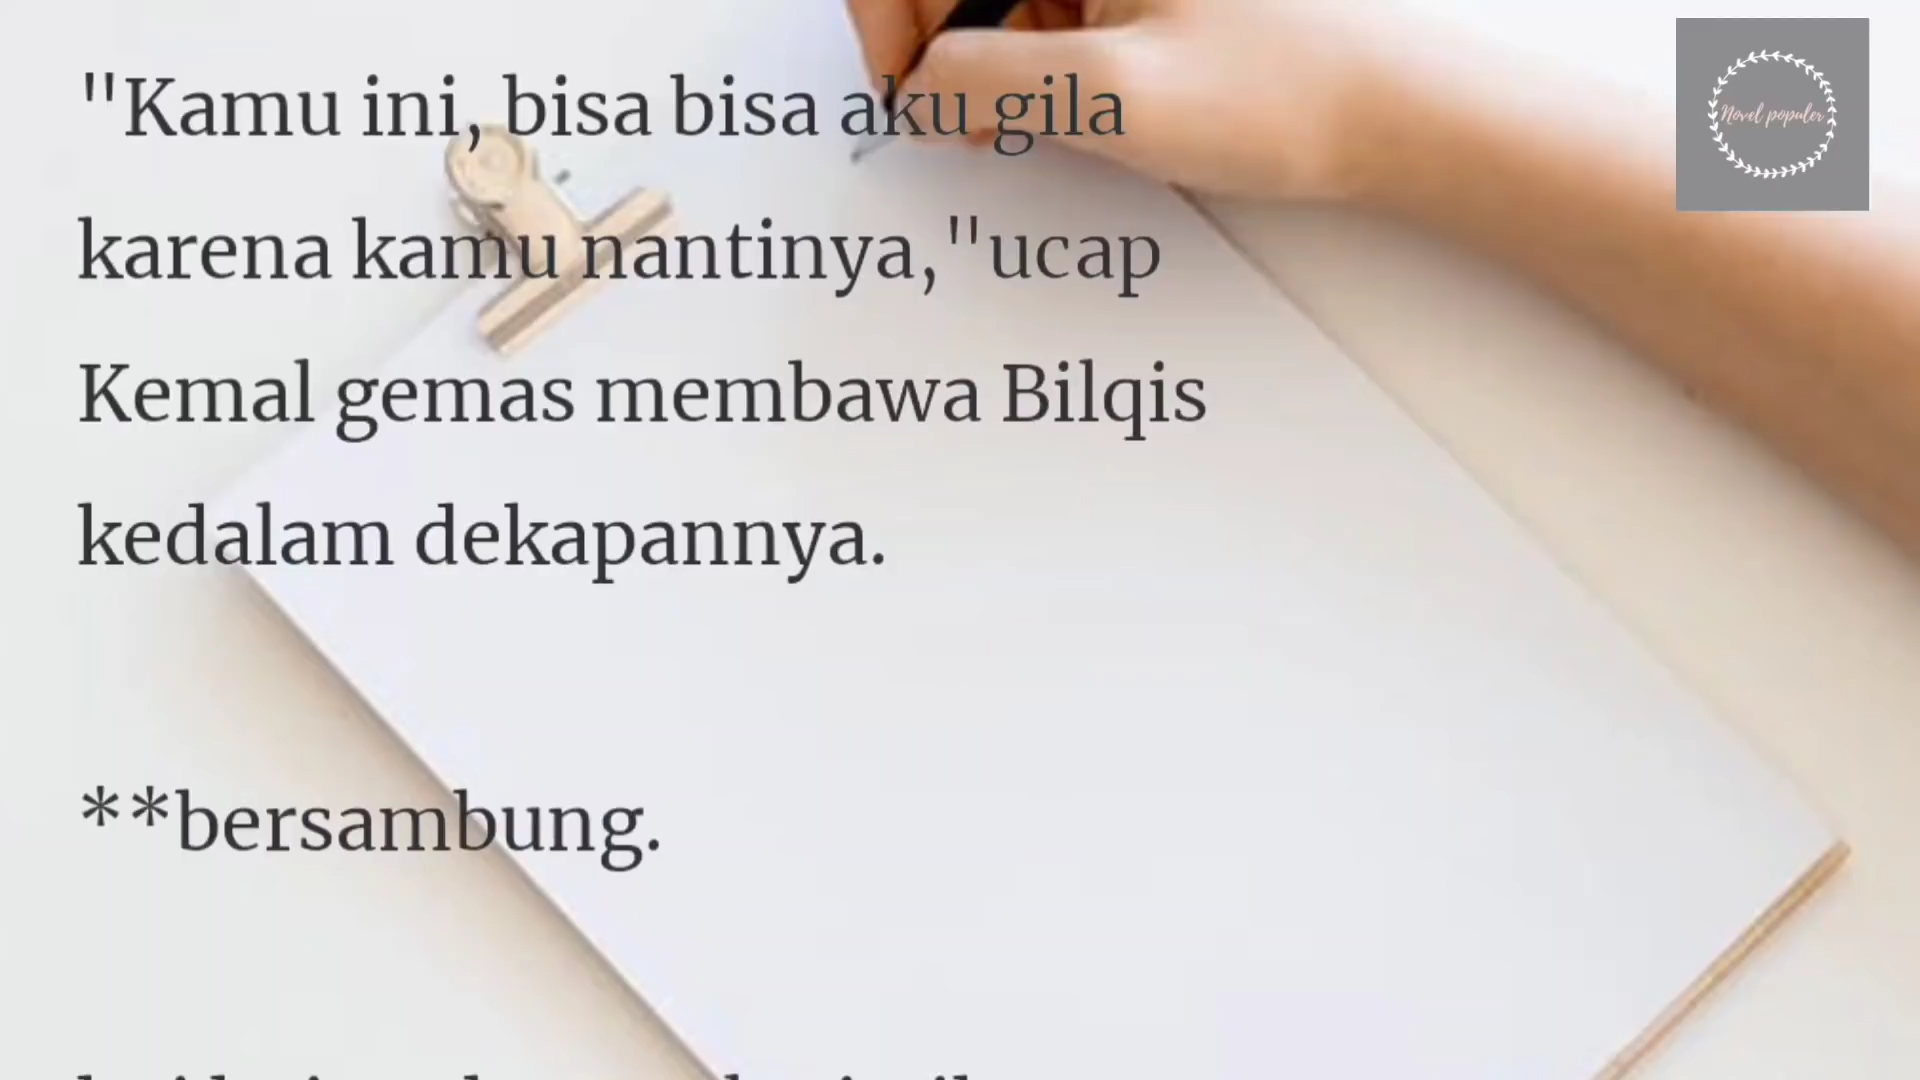 "Kamu ini, bisa bisa aku gila
karena kamu nantinya,"ucap
Kemal gemas membawa Bilqis
kedalam dekapannya.
**bersambung.
Novel populer